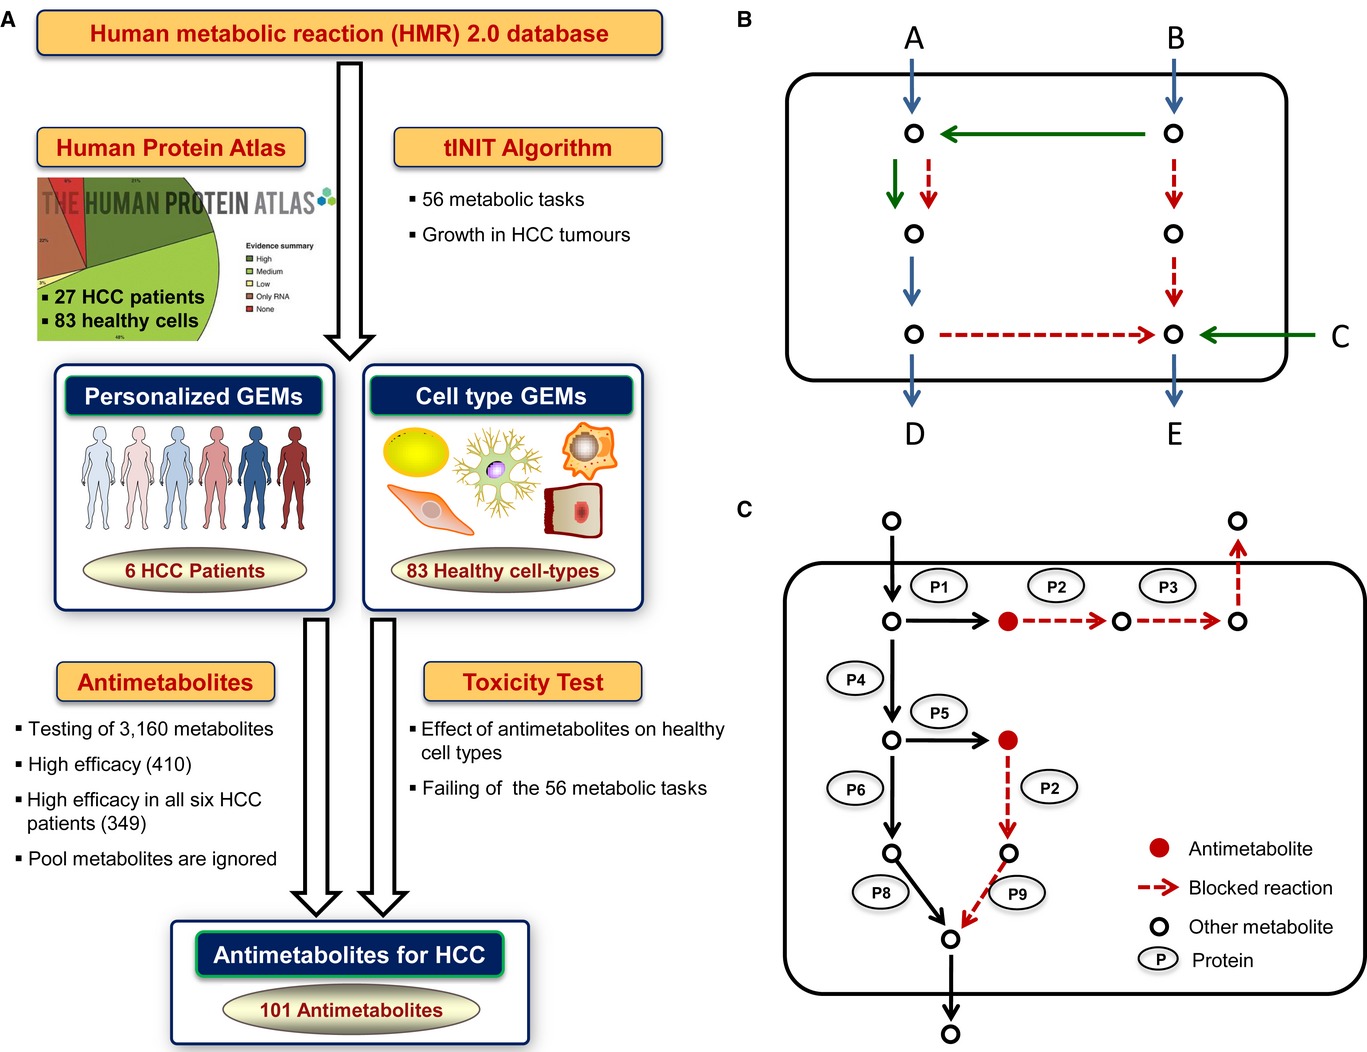 A
Human metabolic reaction (HMR) 2.0 database
Human Protein Atlas
tINIT Algorithm
THE HUMAN PROTEIN ATLAS
56 metabolic tasks
Growth in HCC tumours
Evidence summary
High
Medium
Low
Only RNA
None
27 HCC patients
83 healthy cells
Personalized GEMs
Cell type GEMs
6 HCC Patients
83 Healthy cell-types
Antimetabolites
Toxicity Test
Testing of 3,160 metabolites
High efficacy (410)
High efficacy in all six HCC
patients (349)
Pool metabolites are ignored
Effect of antimetabolites on healthy
cell types
Failing of the 56 metabolic tasks
Antimetabolites for HCC
101 Antimetabolites
B
A
B
C
D
E
C
P1
P2
P3
P4
P5
P6
P2
P8
P9
Antimetabolite
Blocked reaction
Other metabolite
P
Protein